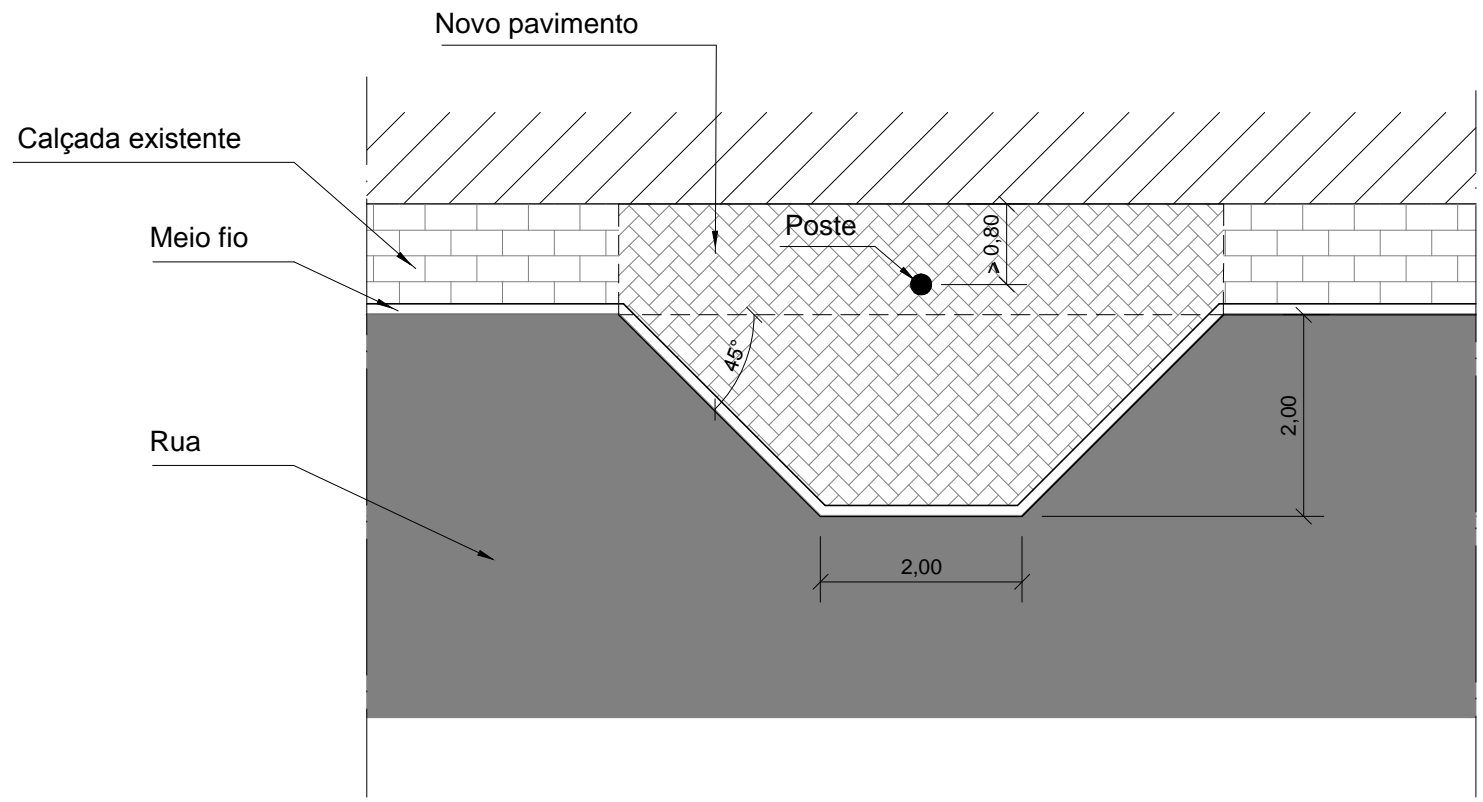 Novo pavimento
Calçada existente
Meio fio
Poste
> 0,80
45°
Rua
2,00
2,00